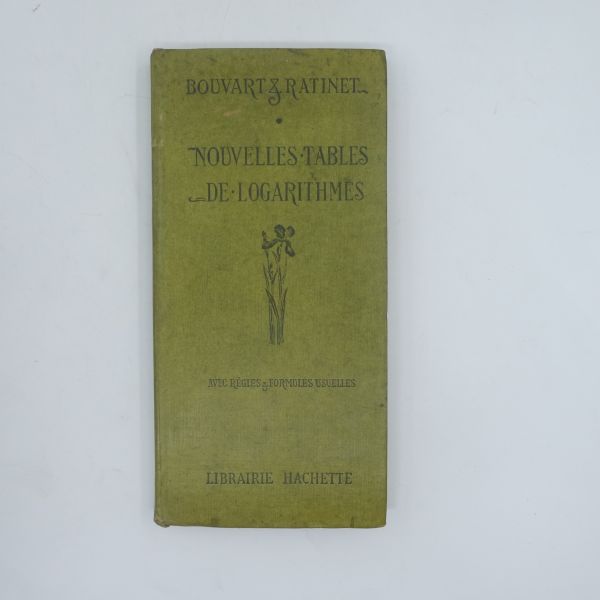 BOUVART & RATINET
NOUVELLES·TABLES
DE·LOGARITHMES
AVEC RÈGLES & FORMULES USUELLES
LIBRAIRIE HACHETTE